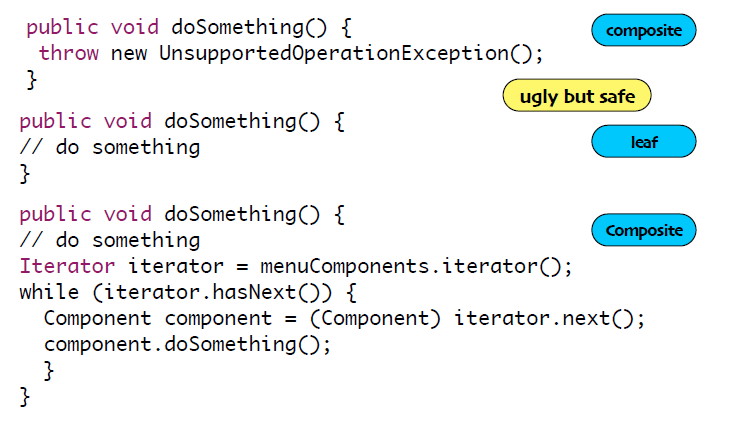 public void doSomething() {
composite
throw new UnsupportedOperationException();
}
ugly but safe
public void doSomething() {
// do something
leaf
}
public void doSomething() {
Composite
// do something
Iterator iterator = menuComponents.iterator();
while (iterator.hasNext()) {
Component component = (Component) iterator.next();
component.doSomething();
}
}